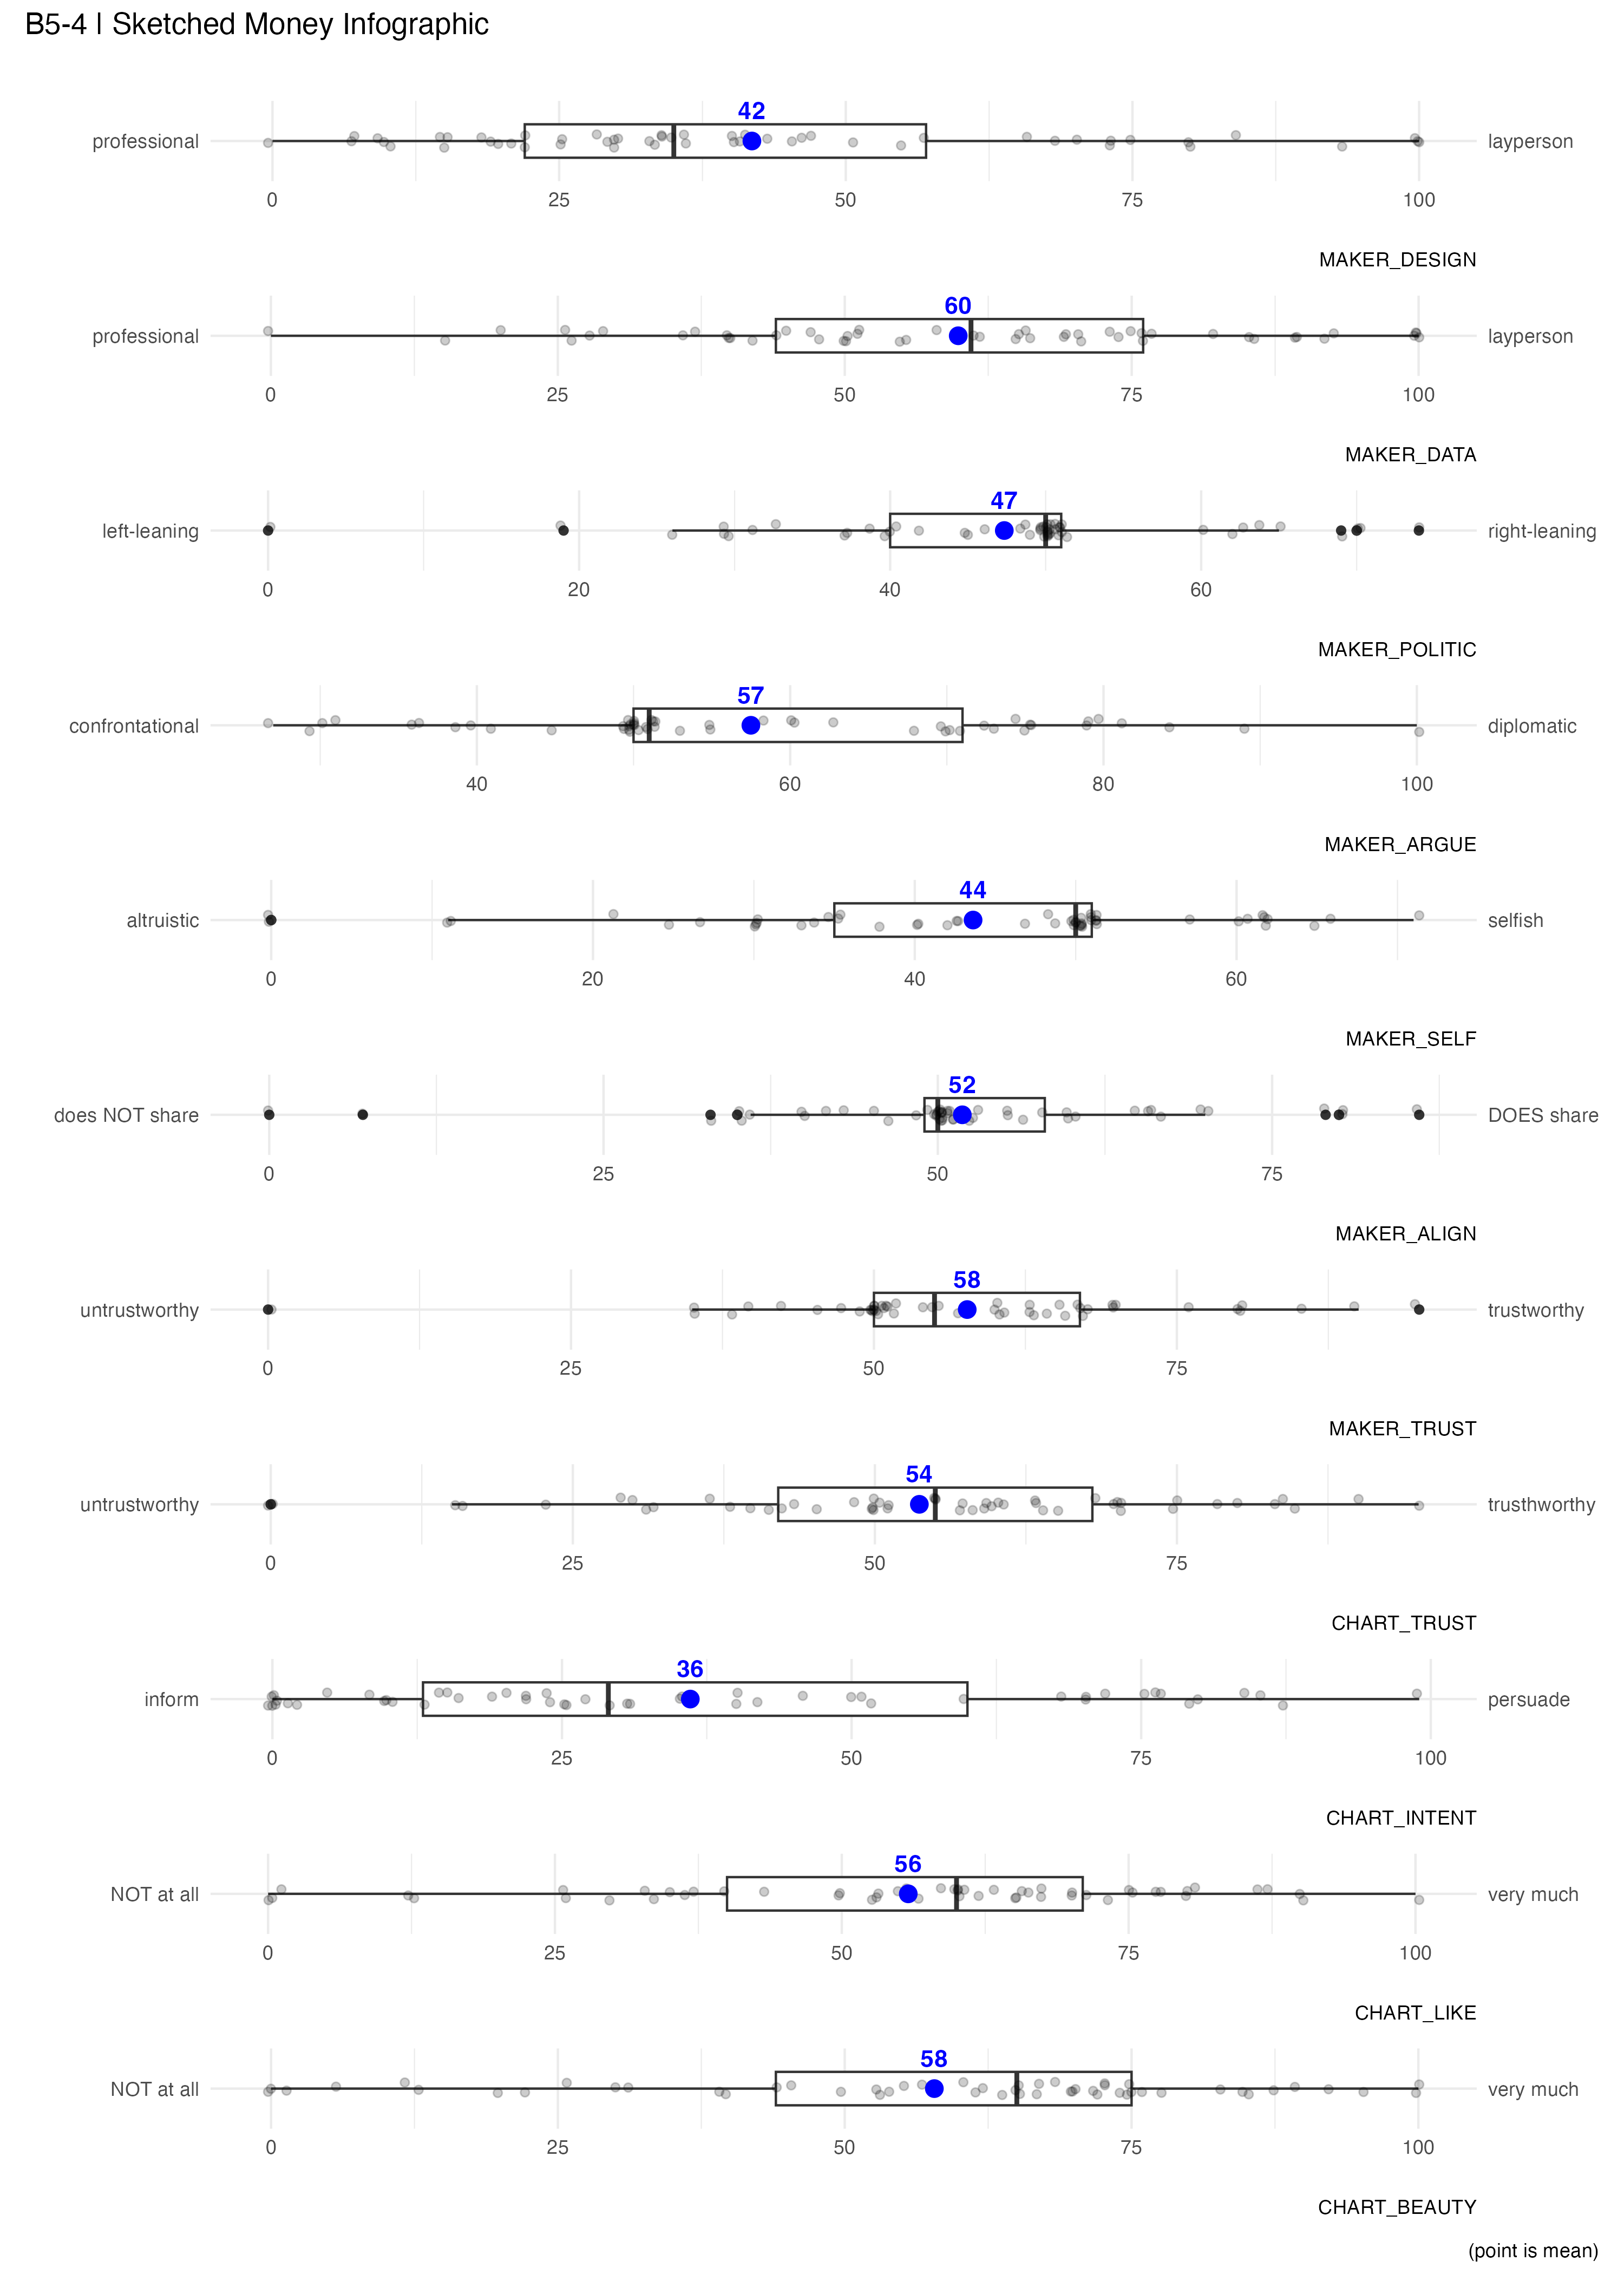 B5-4 | Sketched Money Infographic
42
professional
layperson
0 25 50 75 100
MAKER_DESIGN
60
professional
layperson
0 25 50 75 100
MAKER_DATA
47
left-leaning
right-leaning
0 20 40 60
MAKER_POLITIC
57
confrontational
diplomatic
40 60 80 100
MAKER_ARGUE
44
altruistic
selfish
0 20 40 60
MAKER_SELF
52
does NOT share
DOES share
0 25 50 75
MAKER_ALIGN
58
untrustworthy
trustworthy
0 25 50 75
MAKER_TRUST
54
untrustworthy
trusthworthy
0 25 50 75
CHART_TRUST
36
inform
persuade
0 25 50 75 100
CHART_INTENT
56
NOT at all
very much
0 25 50 75 100
CHART_LIKE
58
NOT at all
very much
0 25 50 75 100
CHART_BEAUTY
(point is mean)